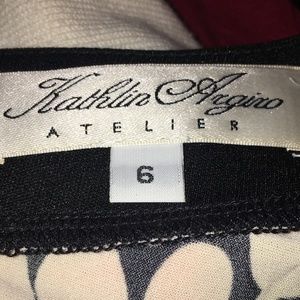 Kathlin Argiro
ATELIER
6